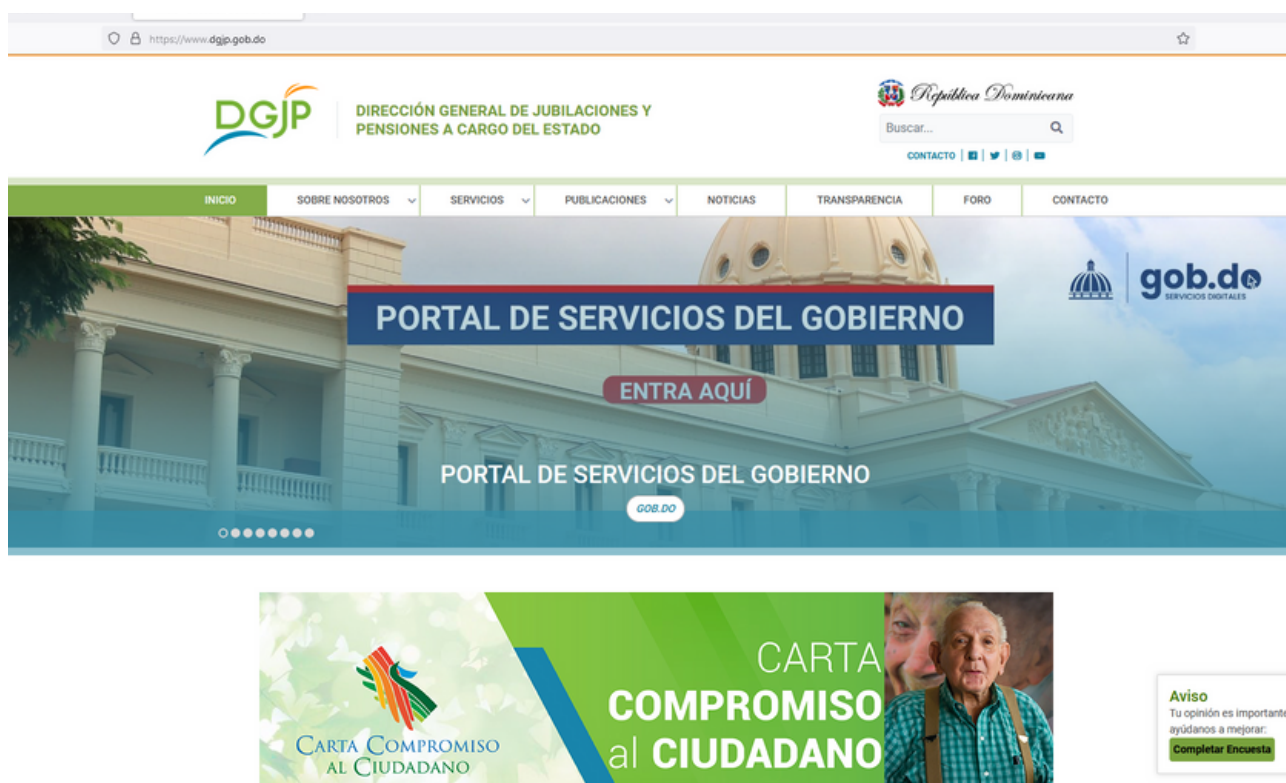 https://www.dgjp.gob.do
DGJP
DIRECCIÓN GENERAL DE JUBILACIONES Y
PENSIONES A CARGO DEL ESTADO
República Dominicana
Buscar...
CONTACTO
INICIO
SOBRE NOSOTROS
SERVICIOS
PUBLICACIONES
NOTICIAS
TRANSPARENCIA
FORO
CONTACTO
gob.do
SERVICIOS DIGITALES
PORTAL DE SERVICIOS DEL GOBIERNO
ENTRA AQUÍ
PORTAL DE SERVICIOS DEL GOBIERNO
GOB.DO
CARTA COMPROMISO
AL CIUDADANO
CARTA
COMPROMISO
al CIUDADANO
Aviso
Tu opinión es importante
ayúdanos a mejorar:
Completar Encuesta